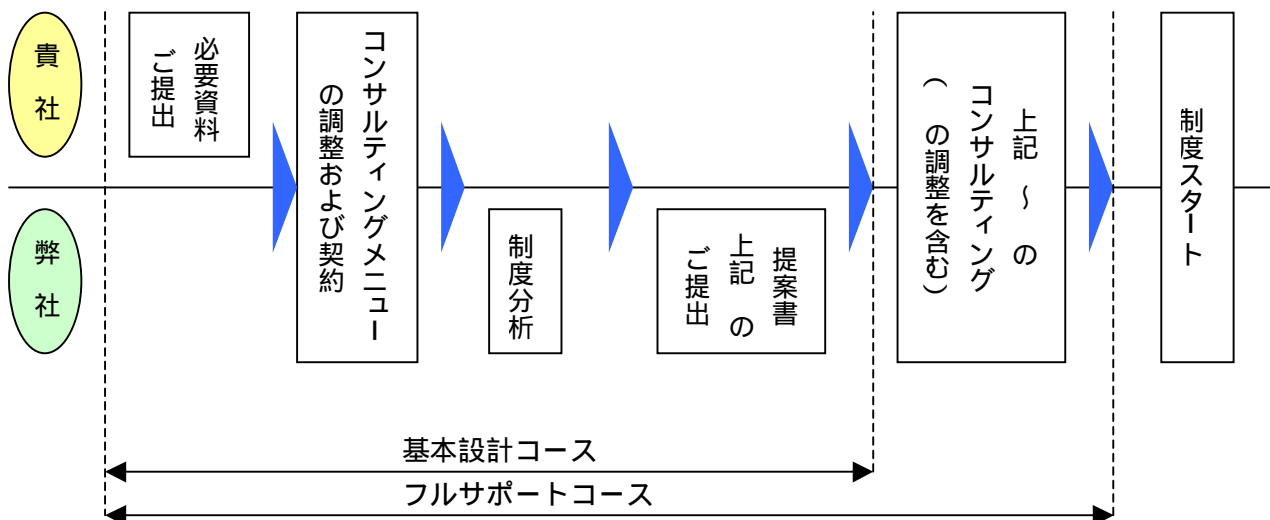 貴社
必要資料
ご提出
コンサルティングメニュー
の調整および契約
上記 ～ の
コンサルティング
( の調整を含む)
制度スタート
弊社
制度分析
提案書
上記 の
ご提出
基本設計コース
フルサポートコース